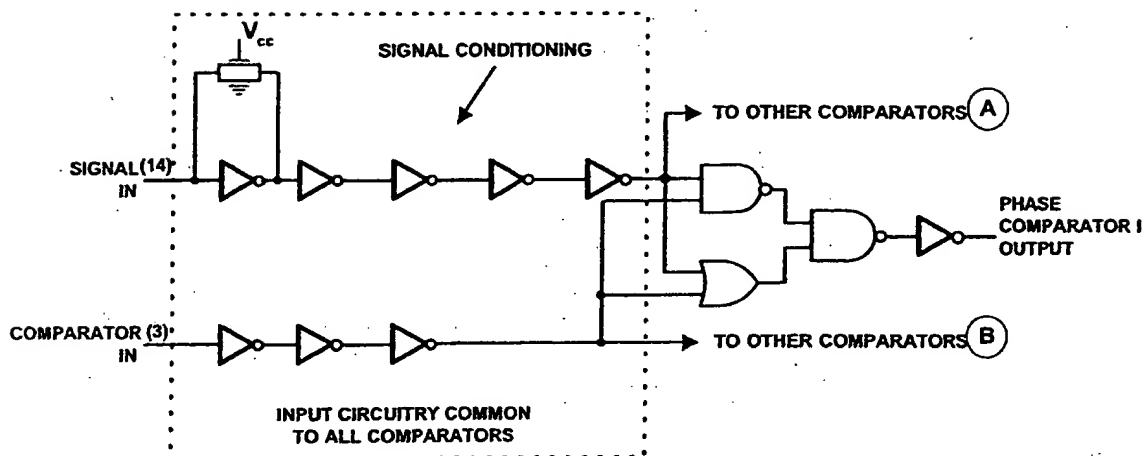 Vcc
SIGNAL CONDITIONING
TO OTHER COMPARATORS A
SIGNAL (14)
IN
PHASE
COMPARATOR I
OUTPUT
COMPARATOR (3)
IN
TO OTHER COMPARATORS B
INPUT CIRCUITRY COMMON
TO ALL COMPARATORS